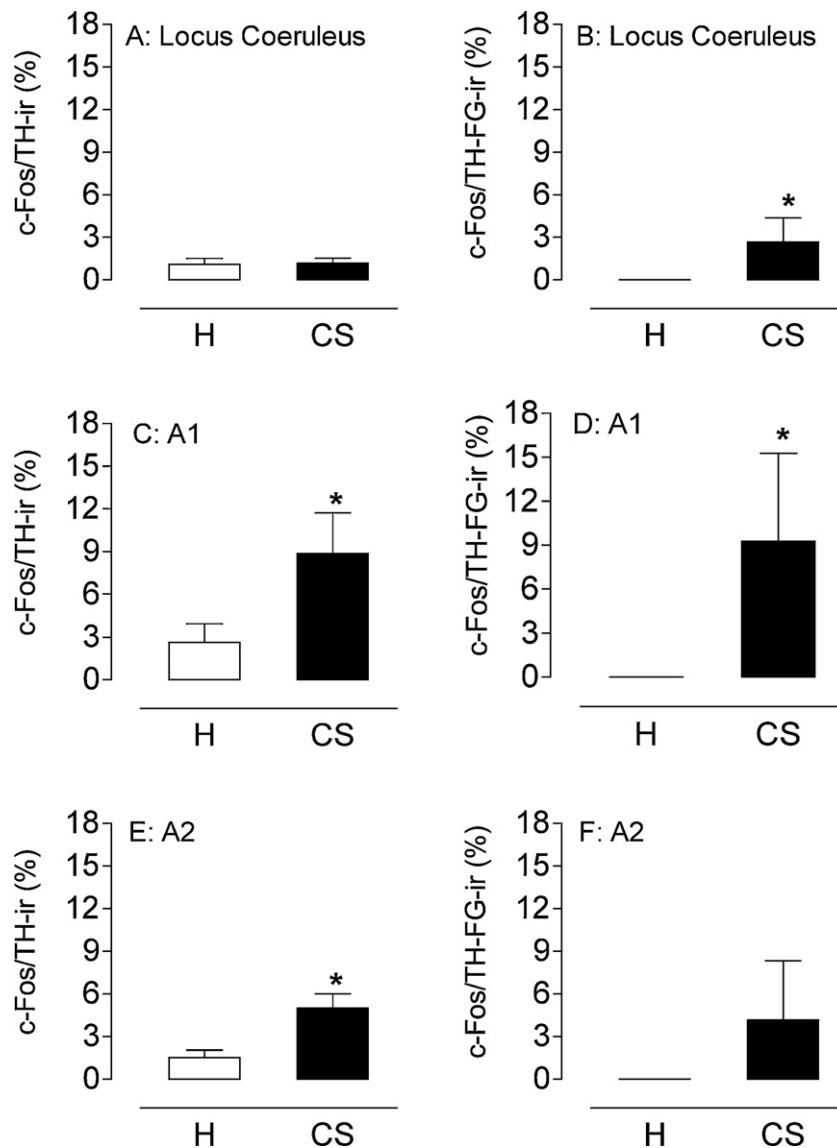 A: Locus Coeruleus
c-Fos/TH-ir (%)
18
15
12
9
6
3
0
H CS
B: Locus Coeruleus
c-Fos/TH-FG-ir (%)
18
15
12
9
6
3
0
*
H CS
C: A1
c-Fos/TH-ir (%)
18
15
12
9
6
3
0
*
H CS
D: A1
c-Fos/TH-FG-ir (%)
18
15
12
9
6
3
0
*
H CS
E: A2
c-Fos/TH-ir (%)
18
15
12
9
6
3
0
*
H CS
F: A2
c-Fos/TH-FG-ir (%)
18
15
12
9
6
3
0
H CS